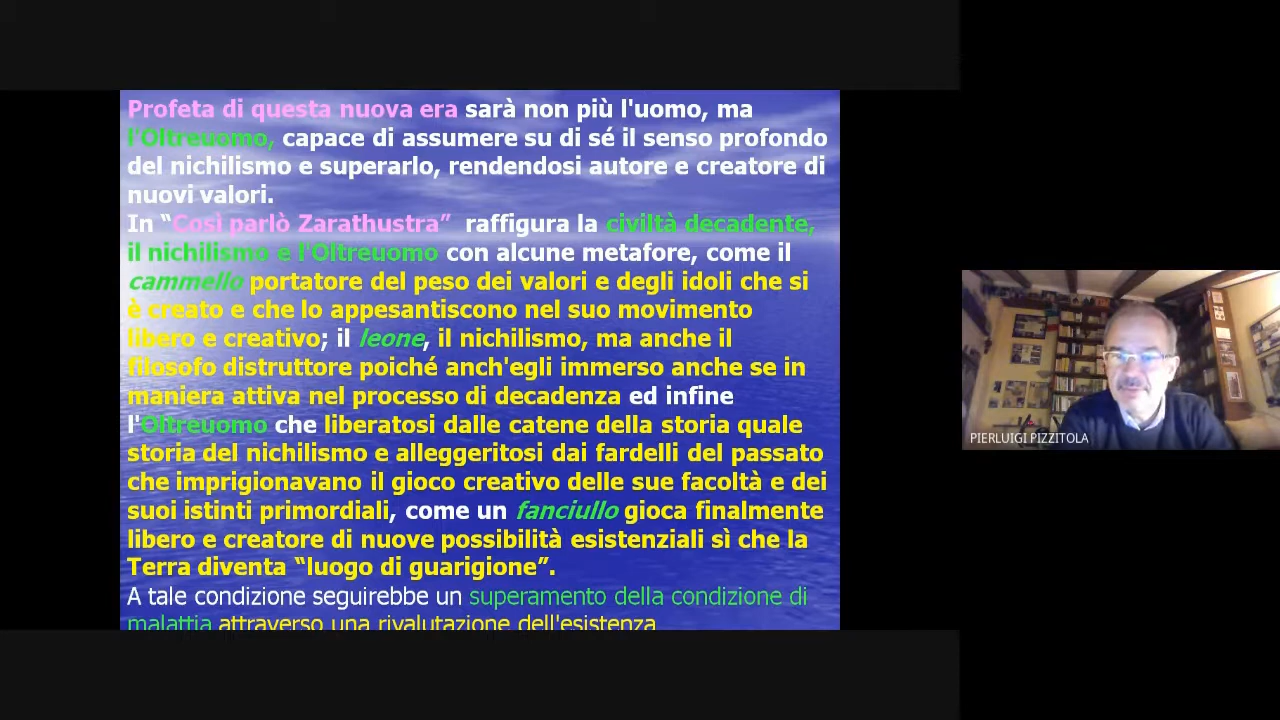 Profeta di questa nuova era sarà non più l'uomo, ma
l'Oltreuomo, capace di assumere su di sé il senso profondo
del nichilismo e superarlo, rendendosi autore e creatore di
nuovi valori.
In “Così parlò Zarathustra” raffigura la civiltà decadente,
il nichilismo e l'Oltreuomo con alcune metafore, come il
cammello portatore del peso dei valori e degli idoli che si
è creato e che lo appesantiscono nel suo movimento
libero e creativo; il leone, il nichilismo, ma anche il
filosofo distruttore poiché anch'egli immerso anche se in
maniera attiva nel processo di decadenza ed infine
l'Oltreuomo che liberatosi dalle catene della storia quale
storia del nichilismo e alleggeritosi dai fardelli del passato
che imprigionavano il gioco creativo delle sue facoltà e dei
suoi istinti primordiali, come un fanciullo gioca finalmente
libero e creatore di nuove possibilità esistenziali sì che la
Terra diventa “luogo di guarigione”.
A tale condizione seguirebbe un superamento della condizione di
malattia attraverso una rivalutazione dell'esistenza
PIERLUIGI PIZZITOLA